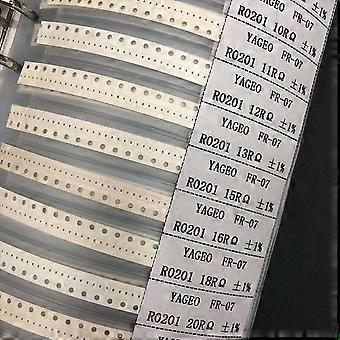 R0201 10RΩ ±1%
YAGEO FR-07
R0201 11RΩ ±1%
YAGEO FR-07
R0201 12RΩ ±1%
YAGEO FR-07
R0201 13RΩ ±1%
YAGEO FR-07
R0201 15RΩ ±1%
YAGEO FR-07
R0201 16RΩ ±1%
YAGEO FR-07
R0201 18RΩ ±1%
YAGEO FR-07
R0201 20RΩ ±1%